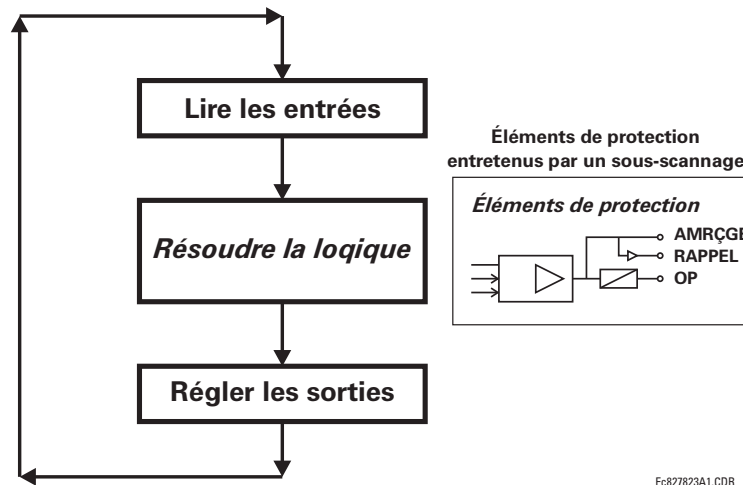 Lire les entrées
Éléments de protection
entretenus par un sous-scannage
Éléments de protection
AMRÇGE
RAPPEL
OP
Résoudre la loqique
Régler les sorties
Fc827823A1.CDR